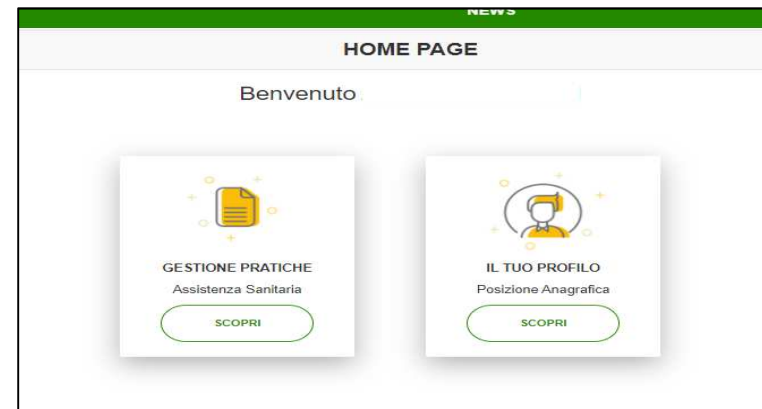 NEWS
HOME PAGE
Benvenuto
GESTIONE PRATICHE
Assistenza Sanitaria
SCOPRI
IL TUO PROFILO
Posizione Anagrafica
SCOPRI